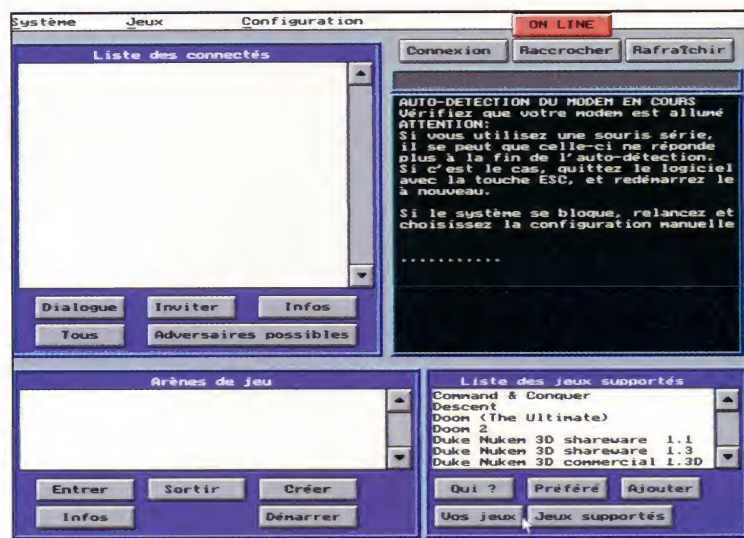 Système Jeux Configuration
ON LINE
Connexion Raccrocher Rafraîchir
Liste des connectés
AUTO-DETECTION DU MODEM EN COURS
Vérifiez que votre modem est allumé
ATTENTION:
Si vous utilisez une souris série,
il se peut que celle-ci ne réponde
plus à la fin de l'auto-détection.
Si c'est le cas, quittez le logiciel
avec la touche ESC, et redémarrez le
à nouveau.
Si le système se bloque, relancez et
choisissez la configuration manuelle
...........
Dialogue Inviter Infos
Tous Adversaires possibles
Arènes de jeu
Entrer Sortir Créer
Infos Démarrer
Liste des jeux supportés
Command & Conquer
Descent
Doom (The Ultimate)
Doom 2
Duke Nukem 3D shareware 1.1
Duke Nukem 3D shareware 1.3
Duke Nukem 3D commercial 1.3D
Qui ? Préféré Ajouter
Vos jeux Jeux supportés